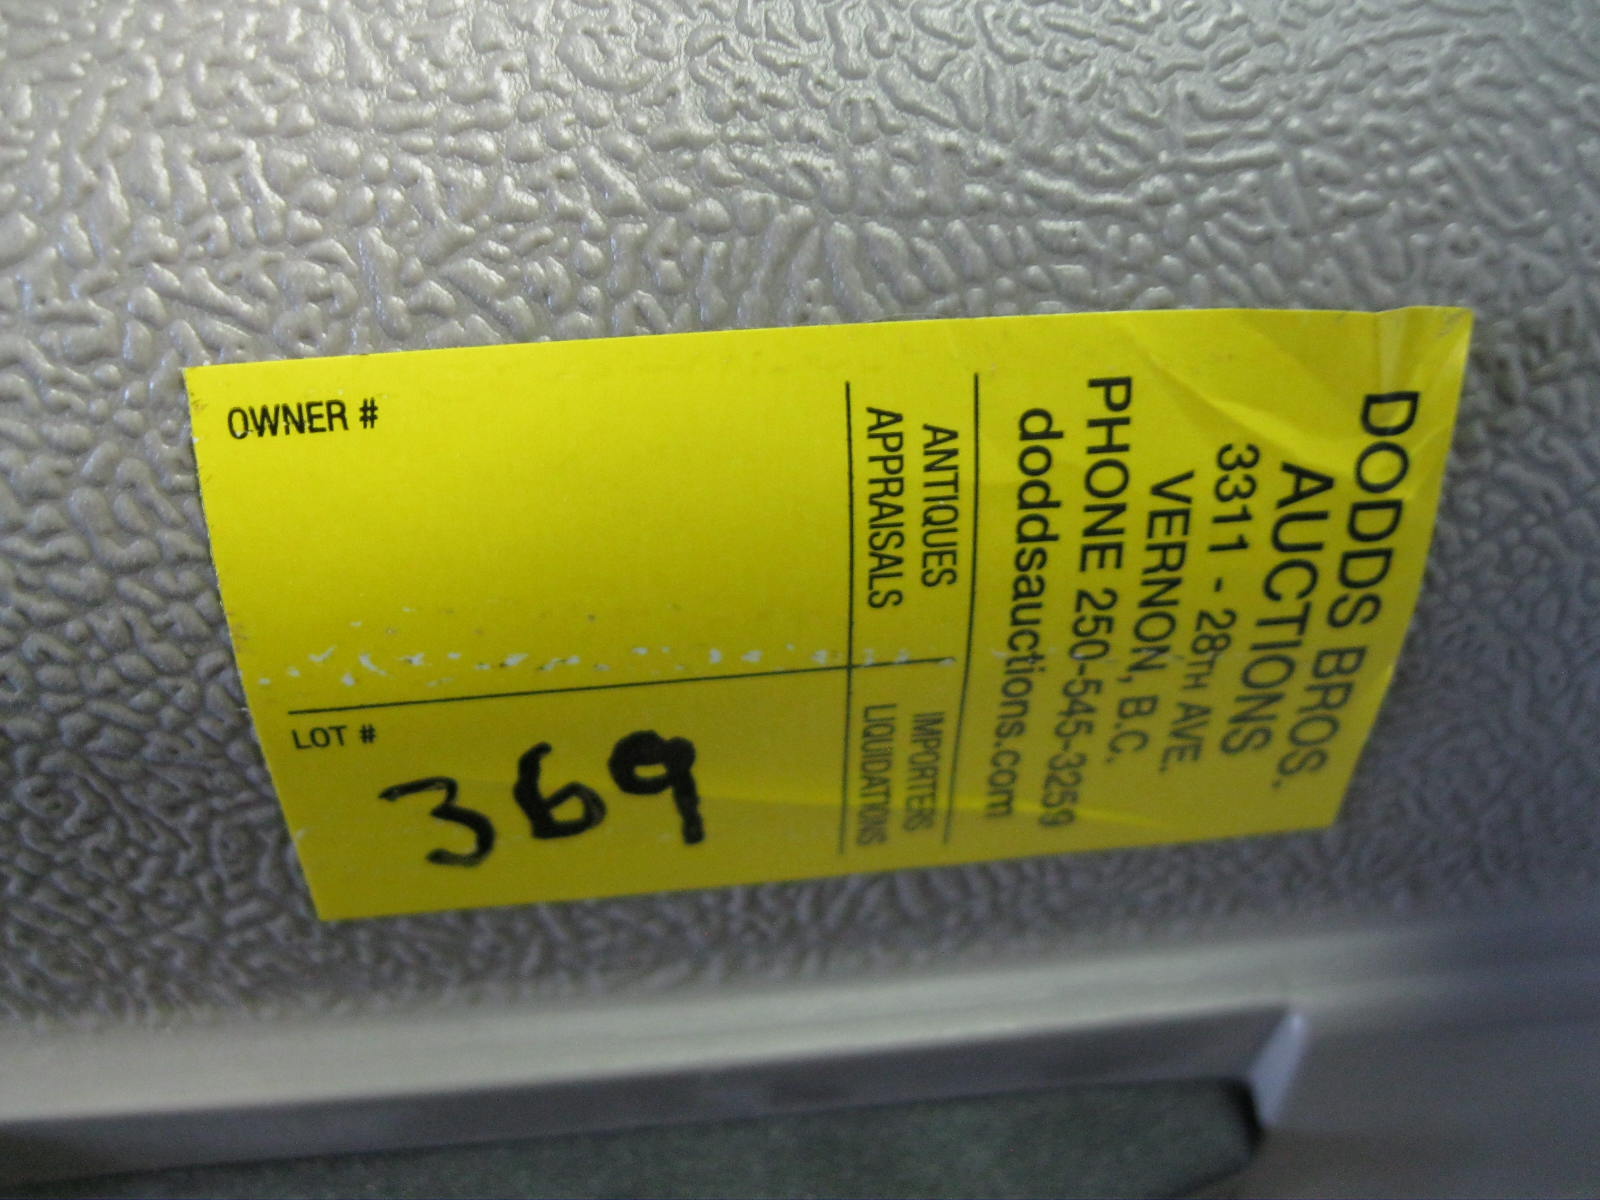 DODDS BROS.
AUCTIONS
3311 - 28TH AVE.
VERNON, B.C.
PHONE 250-545-3259
doddsauctions.com
ANTIQUES
APPRAISALS
IMPORTERS
LIQUIDATIONS
OWNER #
LOT #
369